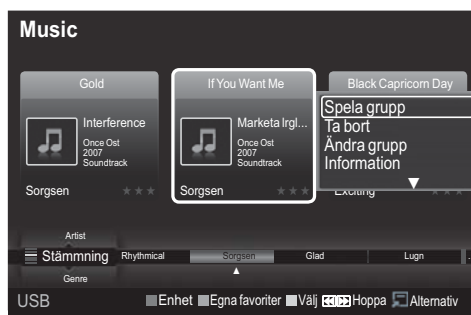 Music
Gold
If You Want Me
Black Capricorn Day
Interference
Once Ost
2007
Soundtrack
Sorgsen
Marketa Irgl...
Once Ost
2007
Soundtrack
Sorgsen
Spela grupp
Ta bort
Ändra grupp
Information
Exciting
Artist
Stämmning
Rhythmical
Sorgsen
Glad
Lugn
Genre
USB
Enhet
Egna favoriter
Välj
Hoppa
Alternativ